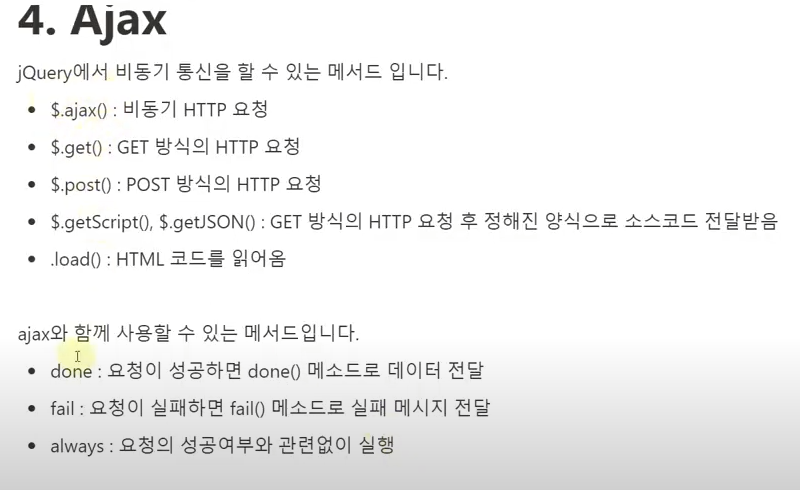 4. Ajax
jQuery에서 비동기 통신을 할 수 있는 메서드 입니다.
• $.ajax() : 비동기 HTTP 요청
• $.get() : GET 방식의 HTTP 요청
• $.post() : POST 방식의 HTTP 요청
• $.getScript(), $.getJSON() : GET 방식의 HTTP 요청 후 정해진 양식으로 소스코드 전달받음
• .load() : HTML 코드를 읽어옴
ajax와 함께 사용할 수 있는 메서드입니다.
• done : 요청이 성공하면 done() 메소드로 데이터 전달
• fail : 요청이 실패하면 fail() 메소드로 실패 메시지 전달
• always : 요청의 성공여부와 관련없이 실행